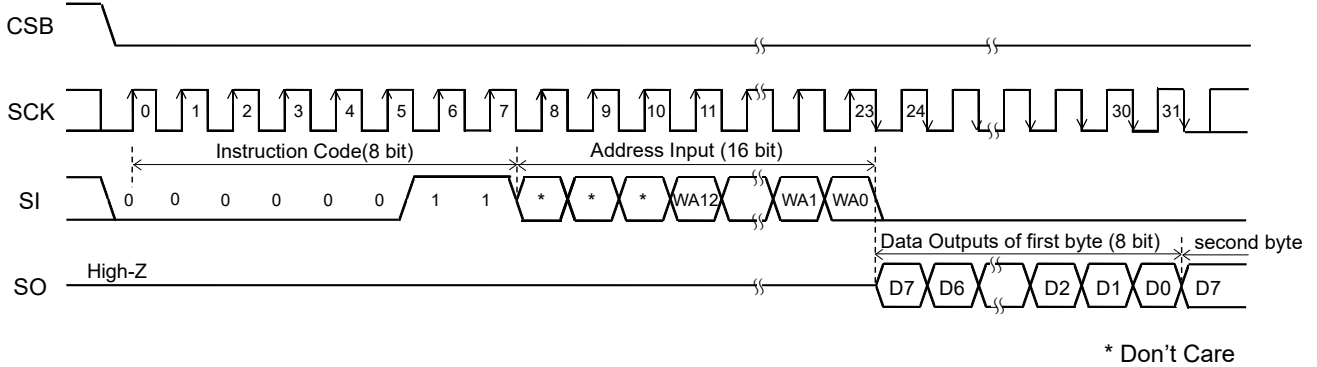 CSB
SCK 0 1 2 3 4 5 6 7 8 9 10 11 23 24 30 31
Instruction Code(8 bit) Address Input (16 bit)
SI 0 0 0 0 0 0 1 1 * * * WA12 WA1 WA0
Data Outputs of first byte (8 bit) second byte
High-Z
SO D7 D6 D2 D1 D0 D7
* Don't Care